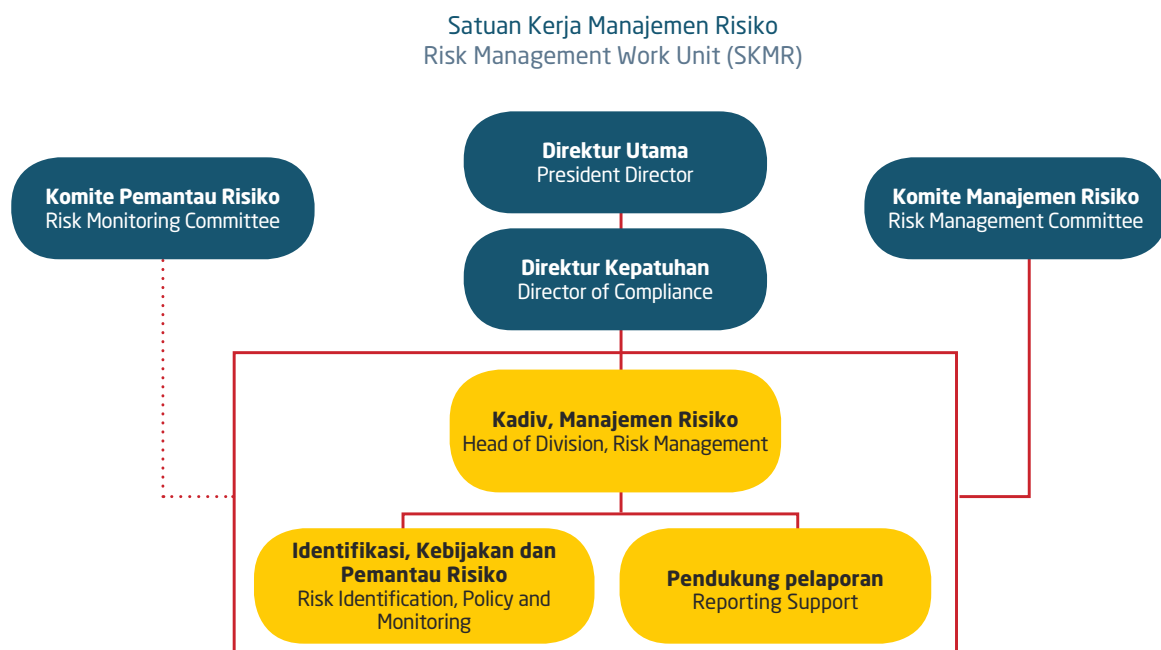 Satuan Kerja Manajemen Risiko
Risk Management Work Unit (SKMR)
Direktur Utama
President Director
Komite Pemantau Risiko
Risk Monitoring Committee
Komite Manajemen Risiko
Risk Management Committee
Direktur Kepatuhan
Director of Compliance
Kadiv, Manajemen Risiko
Head of Division, Risk Management
Identifikasi, Kebijakan dan
Pemantau Risiko
Risk Identification, Policy and
Monitoring
Pendukung pelaporan
Reporting Support